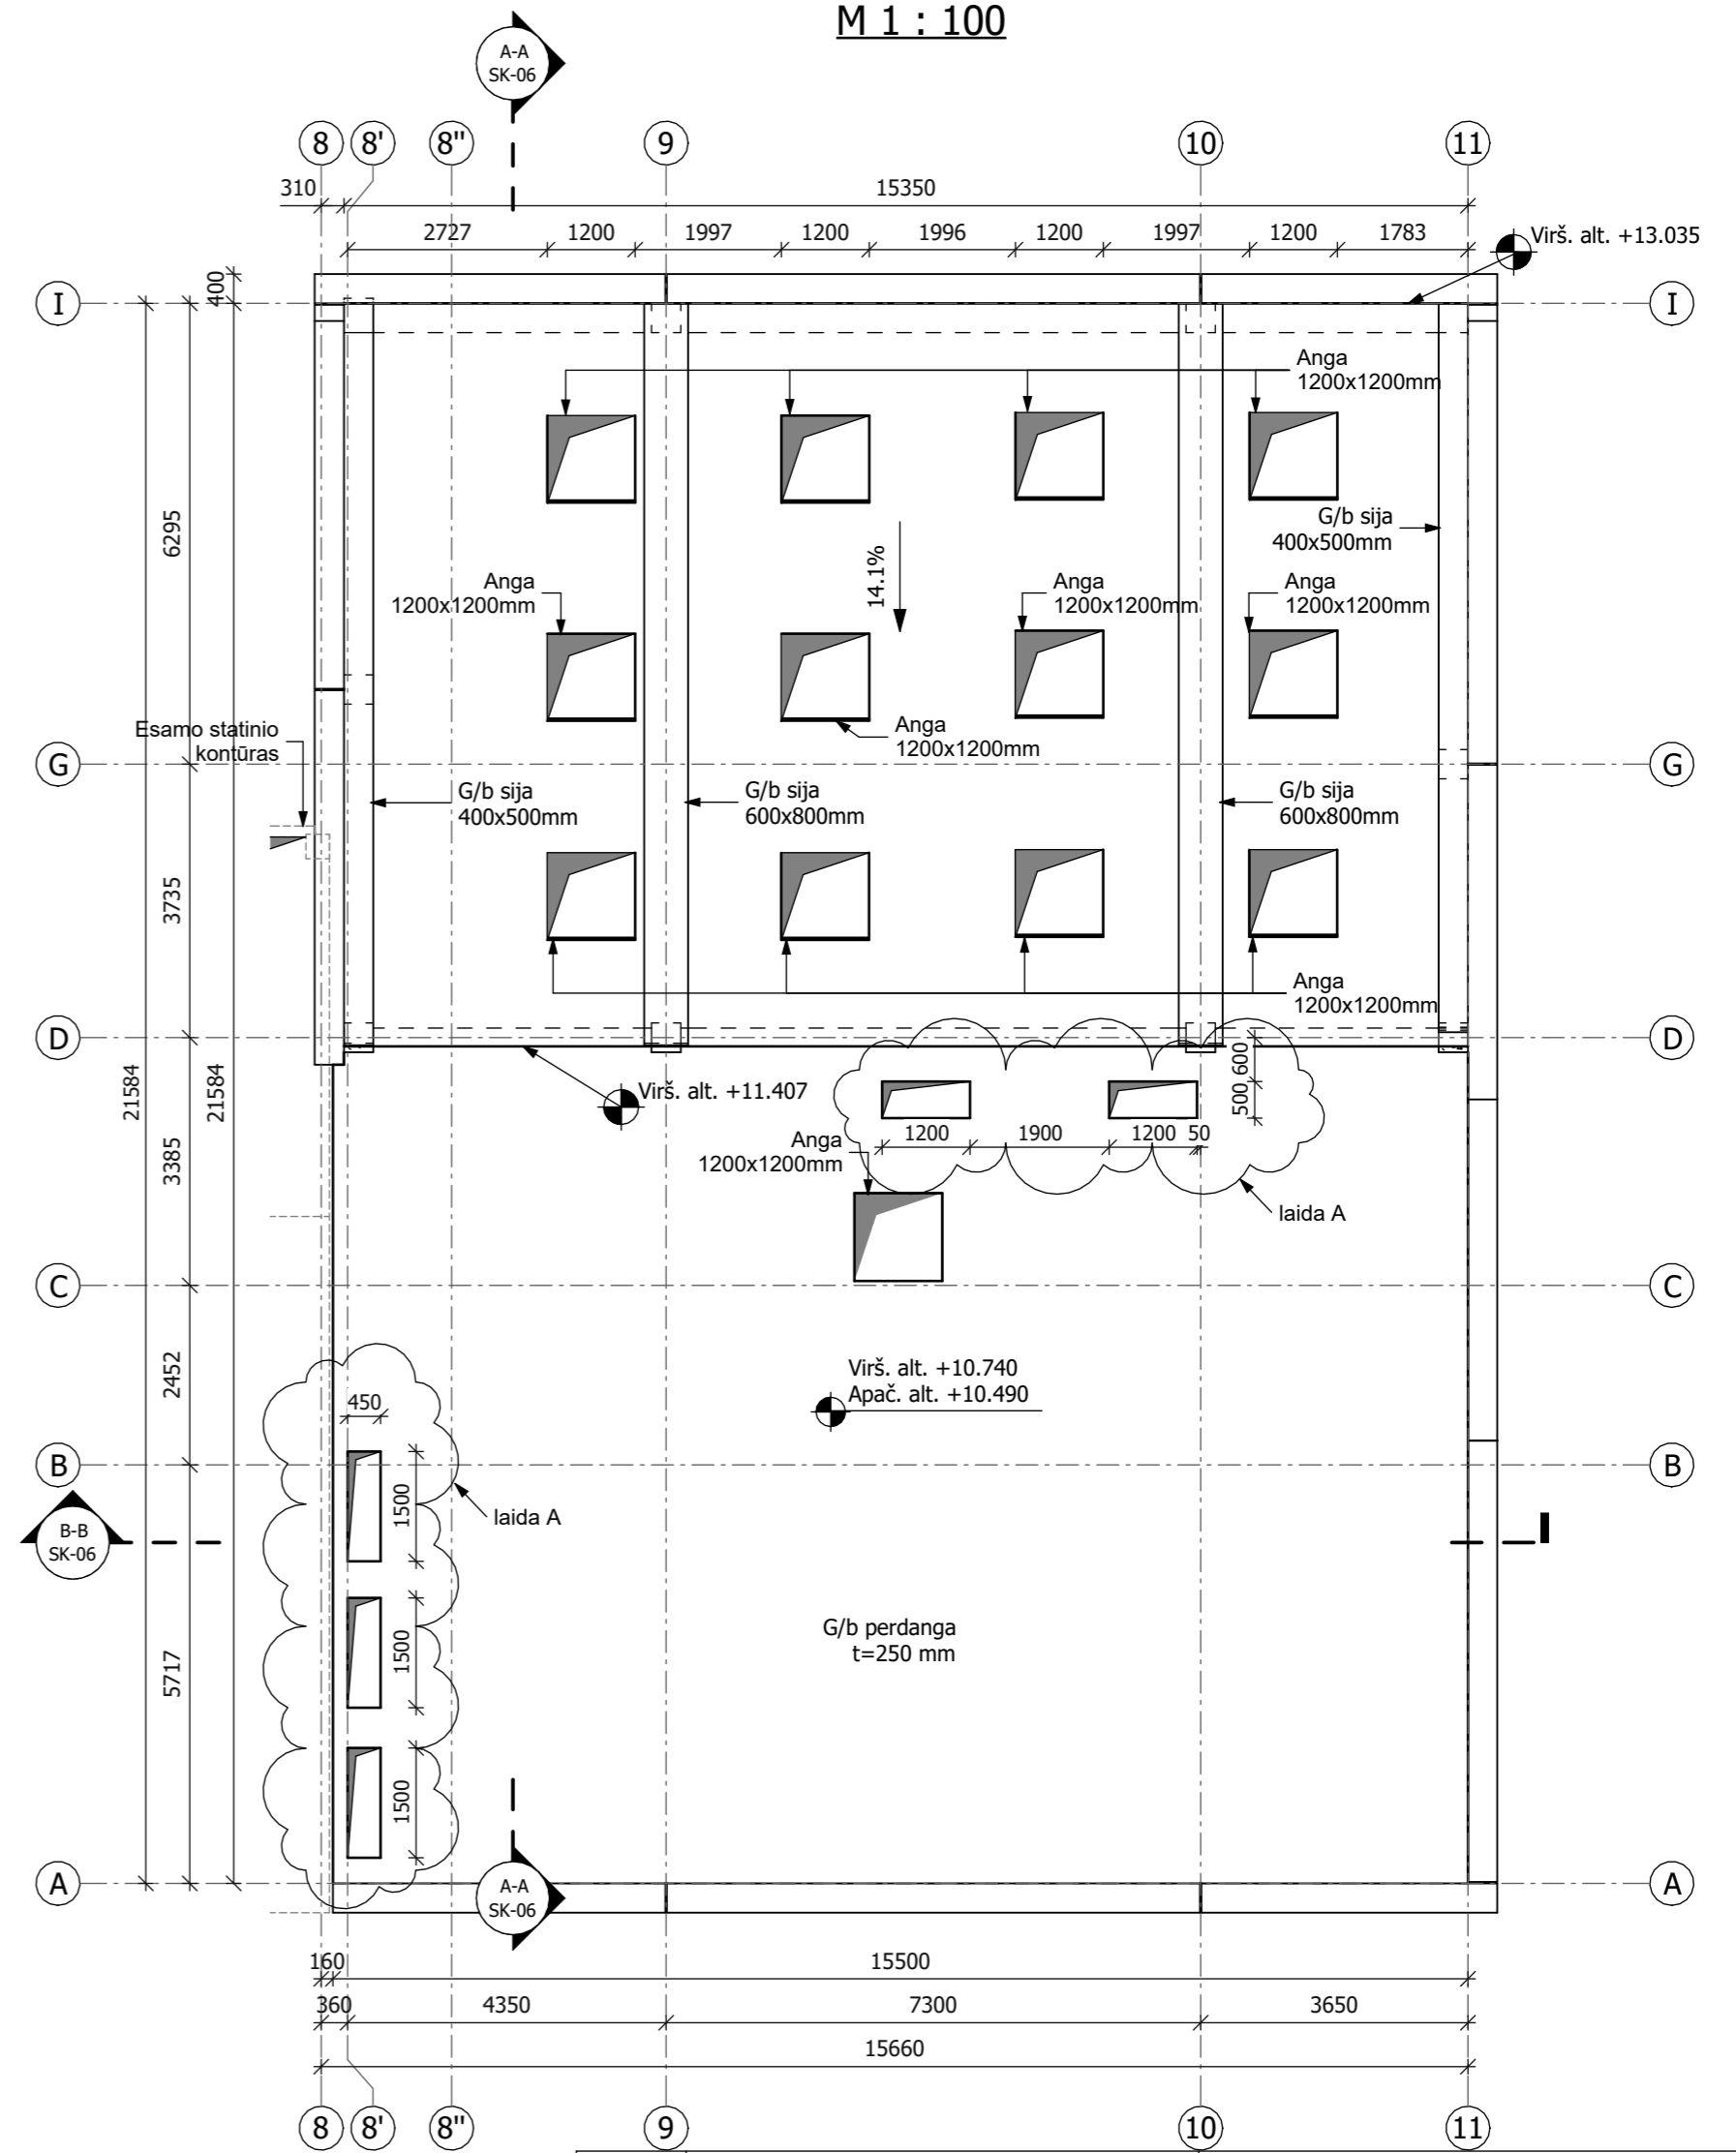 M 1 : 100
A-A
SK-06
8
8'
8"
9
10
11
310
15350
2727
1200
1997
1200
1996
1200
1997
1200
1783
Virš. alt. +13.035
400
I
I
Anga
1200x1200mm
6295
G/b sija
400x500mm
14.1%
Anga
1200x1200mm
Anga
1200x1200mm
Anga
1200x1200mm
Esamo statinio
kontūras
Anga
1200x1200mm
G
G
G/b sija
400x500mm
G/b sija
600x800mm
G/b sija
600x800mm
3735
Anga
1200x1200mm
D
D
21584
21584
600
500
Virš. alt. +11.407
1200
1900
1200
50
Anga
1200x1200mm
3385
laida A
C
C
2452
Virš. alt. +10.740
Apač. alt. +10.490
450
B
B
1500
laida A
B-B
SK-06
G/b perdanga
t=250 mm
1500
5717
1500
A
A
A-A
SK-06
160
15500
360
4350
7300
3650
15660
8
8'
8"
9
10
11